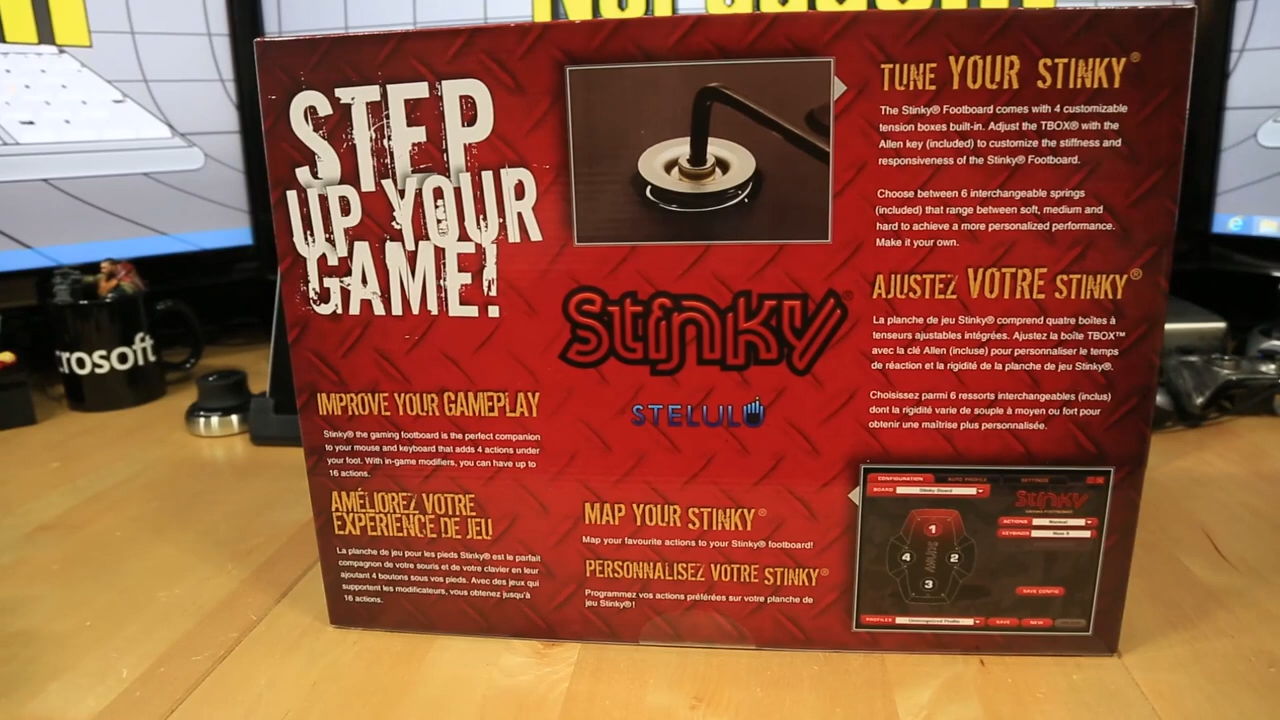 STEP
UP YOUR
GAME!
IMPROVE YOUR GAMEPLAY
Stinky® the gaming footboard is the perfect companion
to your mouse and keyboard that adds 4 actions under
your foot. With in-game modifiers, you can have up to
16 actions.
AMÉLIOREZ VOTRE
EXPÉRIENCE DE JEU
La planche de jeu pour les pieds Stinky® est le parfait
compagnon de votre souris et de votre clavier en leur
ajoutant 4 boutons sous vos pieds. Avec des jeux qui
supportent les modificateurs, vous obtenez jusqu'à
16 actions.
Stinky®
STELULU
MAP YOUR STINKY®
Map your favourite actions to your Stinky® footboard!
PERSONNALISEZ VOTRE STINKY®
Programmez vos actions préférées sur votre planche de
jeu Stinky®!
TUNE YOUR STINKY®
The Stinky® Footboard comes with 4 customizable
tension boxes built-in. Adjust the TBOX® with the
Allen key (included) to customize the stiffness and
responsiveness of the Stinky® Footboard.
Choose between 6 interchangeable springs
(included) that range between soft, medium and
hard to achieve a more personalized performance.
Make it your own.
AJUSTEZ VOTRE STINKY®
La planche de jeu Stinky® comprend quatre boîtes à
tenseurs ajustables intégrées. Ajustez la boîte TBOX™
avec la clé Allen (incluse) pour personnaliser le temps
de réaction et la rigidité de la planche de jeu Stinky®.
Choisissez parmi 6 ressorts interchangeables (inclus)
dont la rigidité varie de souple à moyen ou fort pour
obtenir une maîtrise plus personnalisée.
CONFIGURATION AUTO PROFILE SETTINGS
BOARD Stinky Board
Stinky
ACTIONS Normal
KEYBINDS
1
4 2
3
SAVE CONFIG
PROFILES SAVE NEW
crosoft